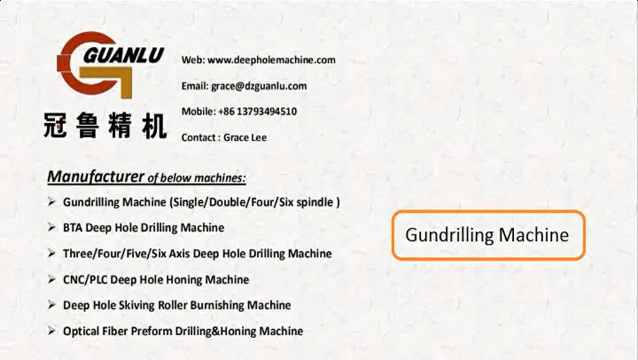 GUANLU
冠鲁精机
Web: www.deepholemachine.com
Email: grace@dzguanlu.com
Mobile: +86 13793494510
Contact : Grace Lee
Manufacturer of below machines:
➢ Gundrilling Machine (Single/Double/Four/Six spindle )
➢ BTA Deep Hole Drilling Machine
➢ Three/Four/Five/Six Axis Deep Hole Drilling Machine
➢ CNC/PLC Deep Hole Honing Machine
➢ Deep Hole Skiving Roller Burnishing Machine
➢ Optical Fiber Preform Drilling&Honing Machine
Gundrilling Machine